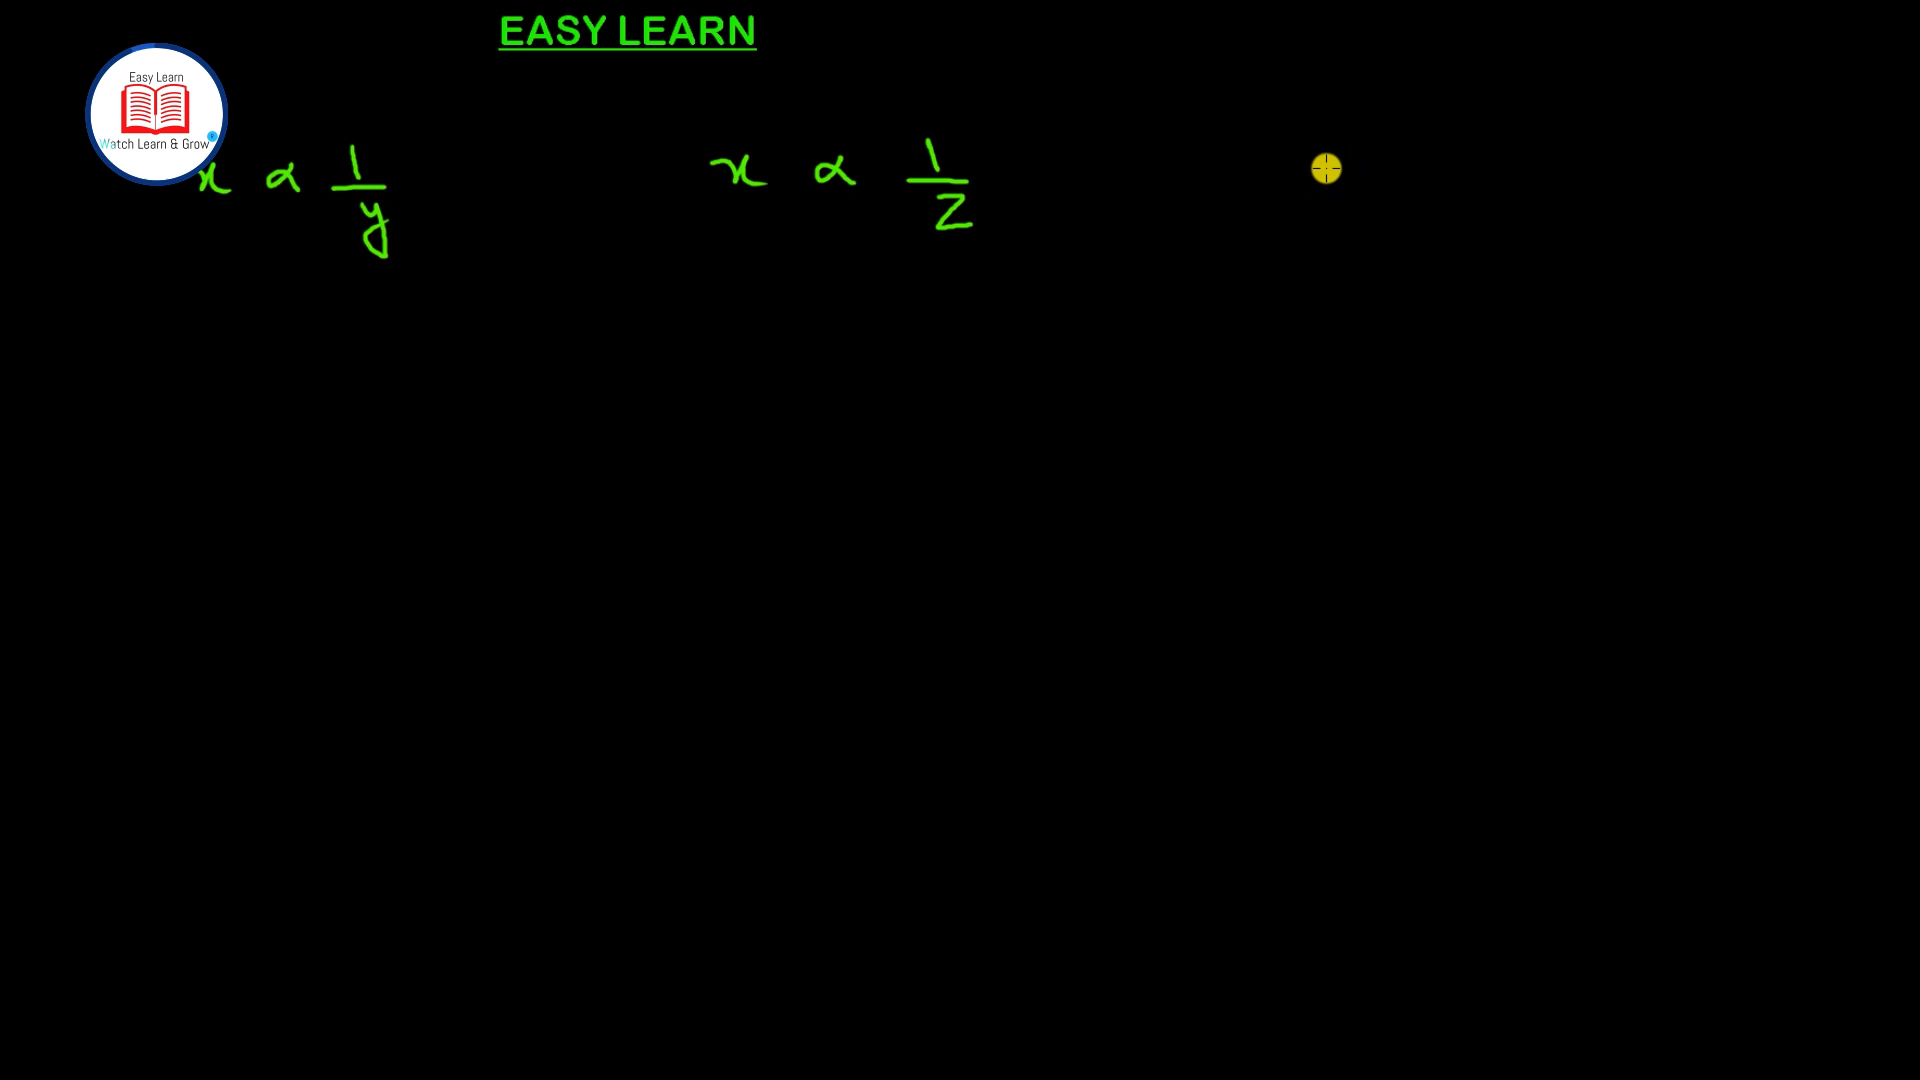 EASY LEARN
Easy Learn
Watch Learn & Grow
x ∝ 1/y
x ∝ 1/z